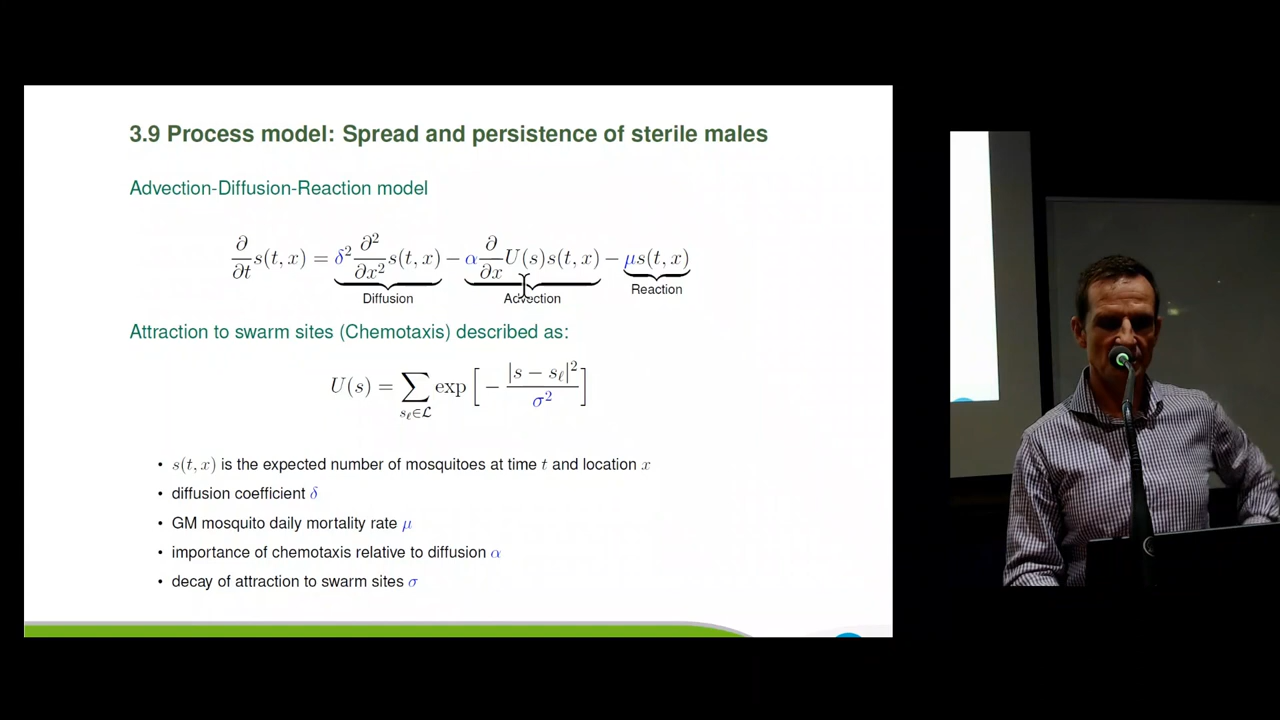 3.9 Process model: Spread and persistence of sterile males
Advection-Diffusion-Reaction model
∂/∂t s(t, x) = δ² ∂²/∂x² s(t, x) − α ∂/∂x U(s)s(t, x) − μs(t, x)
Diffusion Advection Reaction
Attraction to swarm sites (Chemotaxis) described as:
U(s) = ∑_{s_ℓ∈ℒ} exp [ − |s − s_ℓ|² / σ² ]
• s(t, x) is the expected number of mosquitoes at time t and location x
• diffusion coefficient δ
• GM mosquito daily mortality rate μ
• importance of chemotaxis relative to diffusion α
• decay of attraction to swarm sites σ